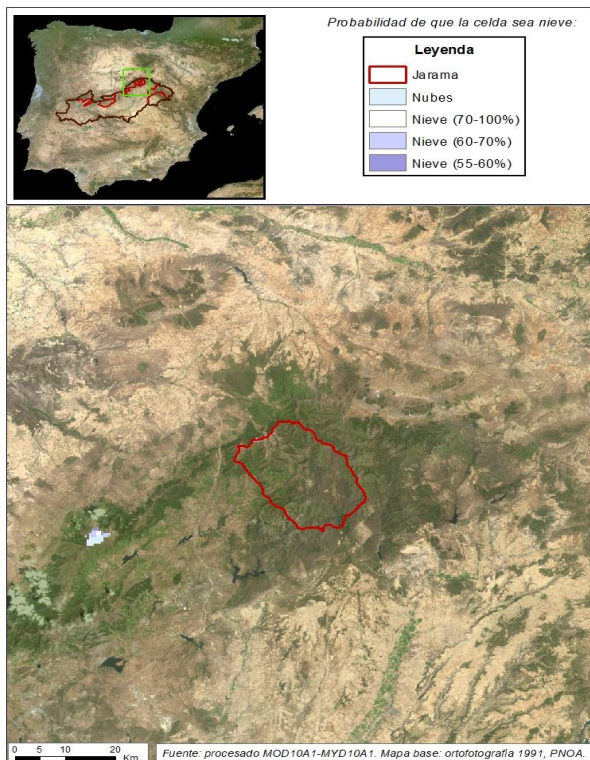 Probabilidad de que la celda sea nieve:
Leyenda
Jarama
Nubes
Nieve (70-100%)
Nieve (60-70%)
Nieve (55-60%)
0 5 10 20
Km
Fuente: procesado MOD10A1-MYD10A1. Mapa base: ortofotografia 1991, PNOA.